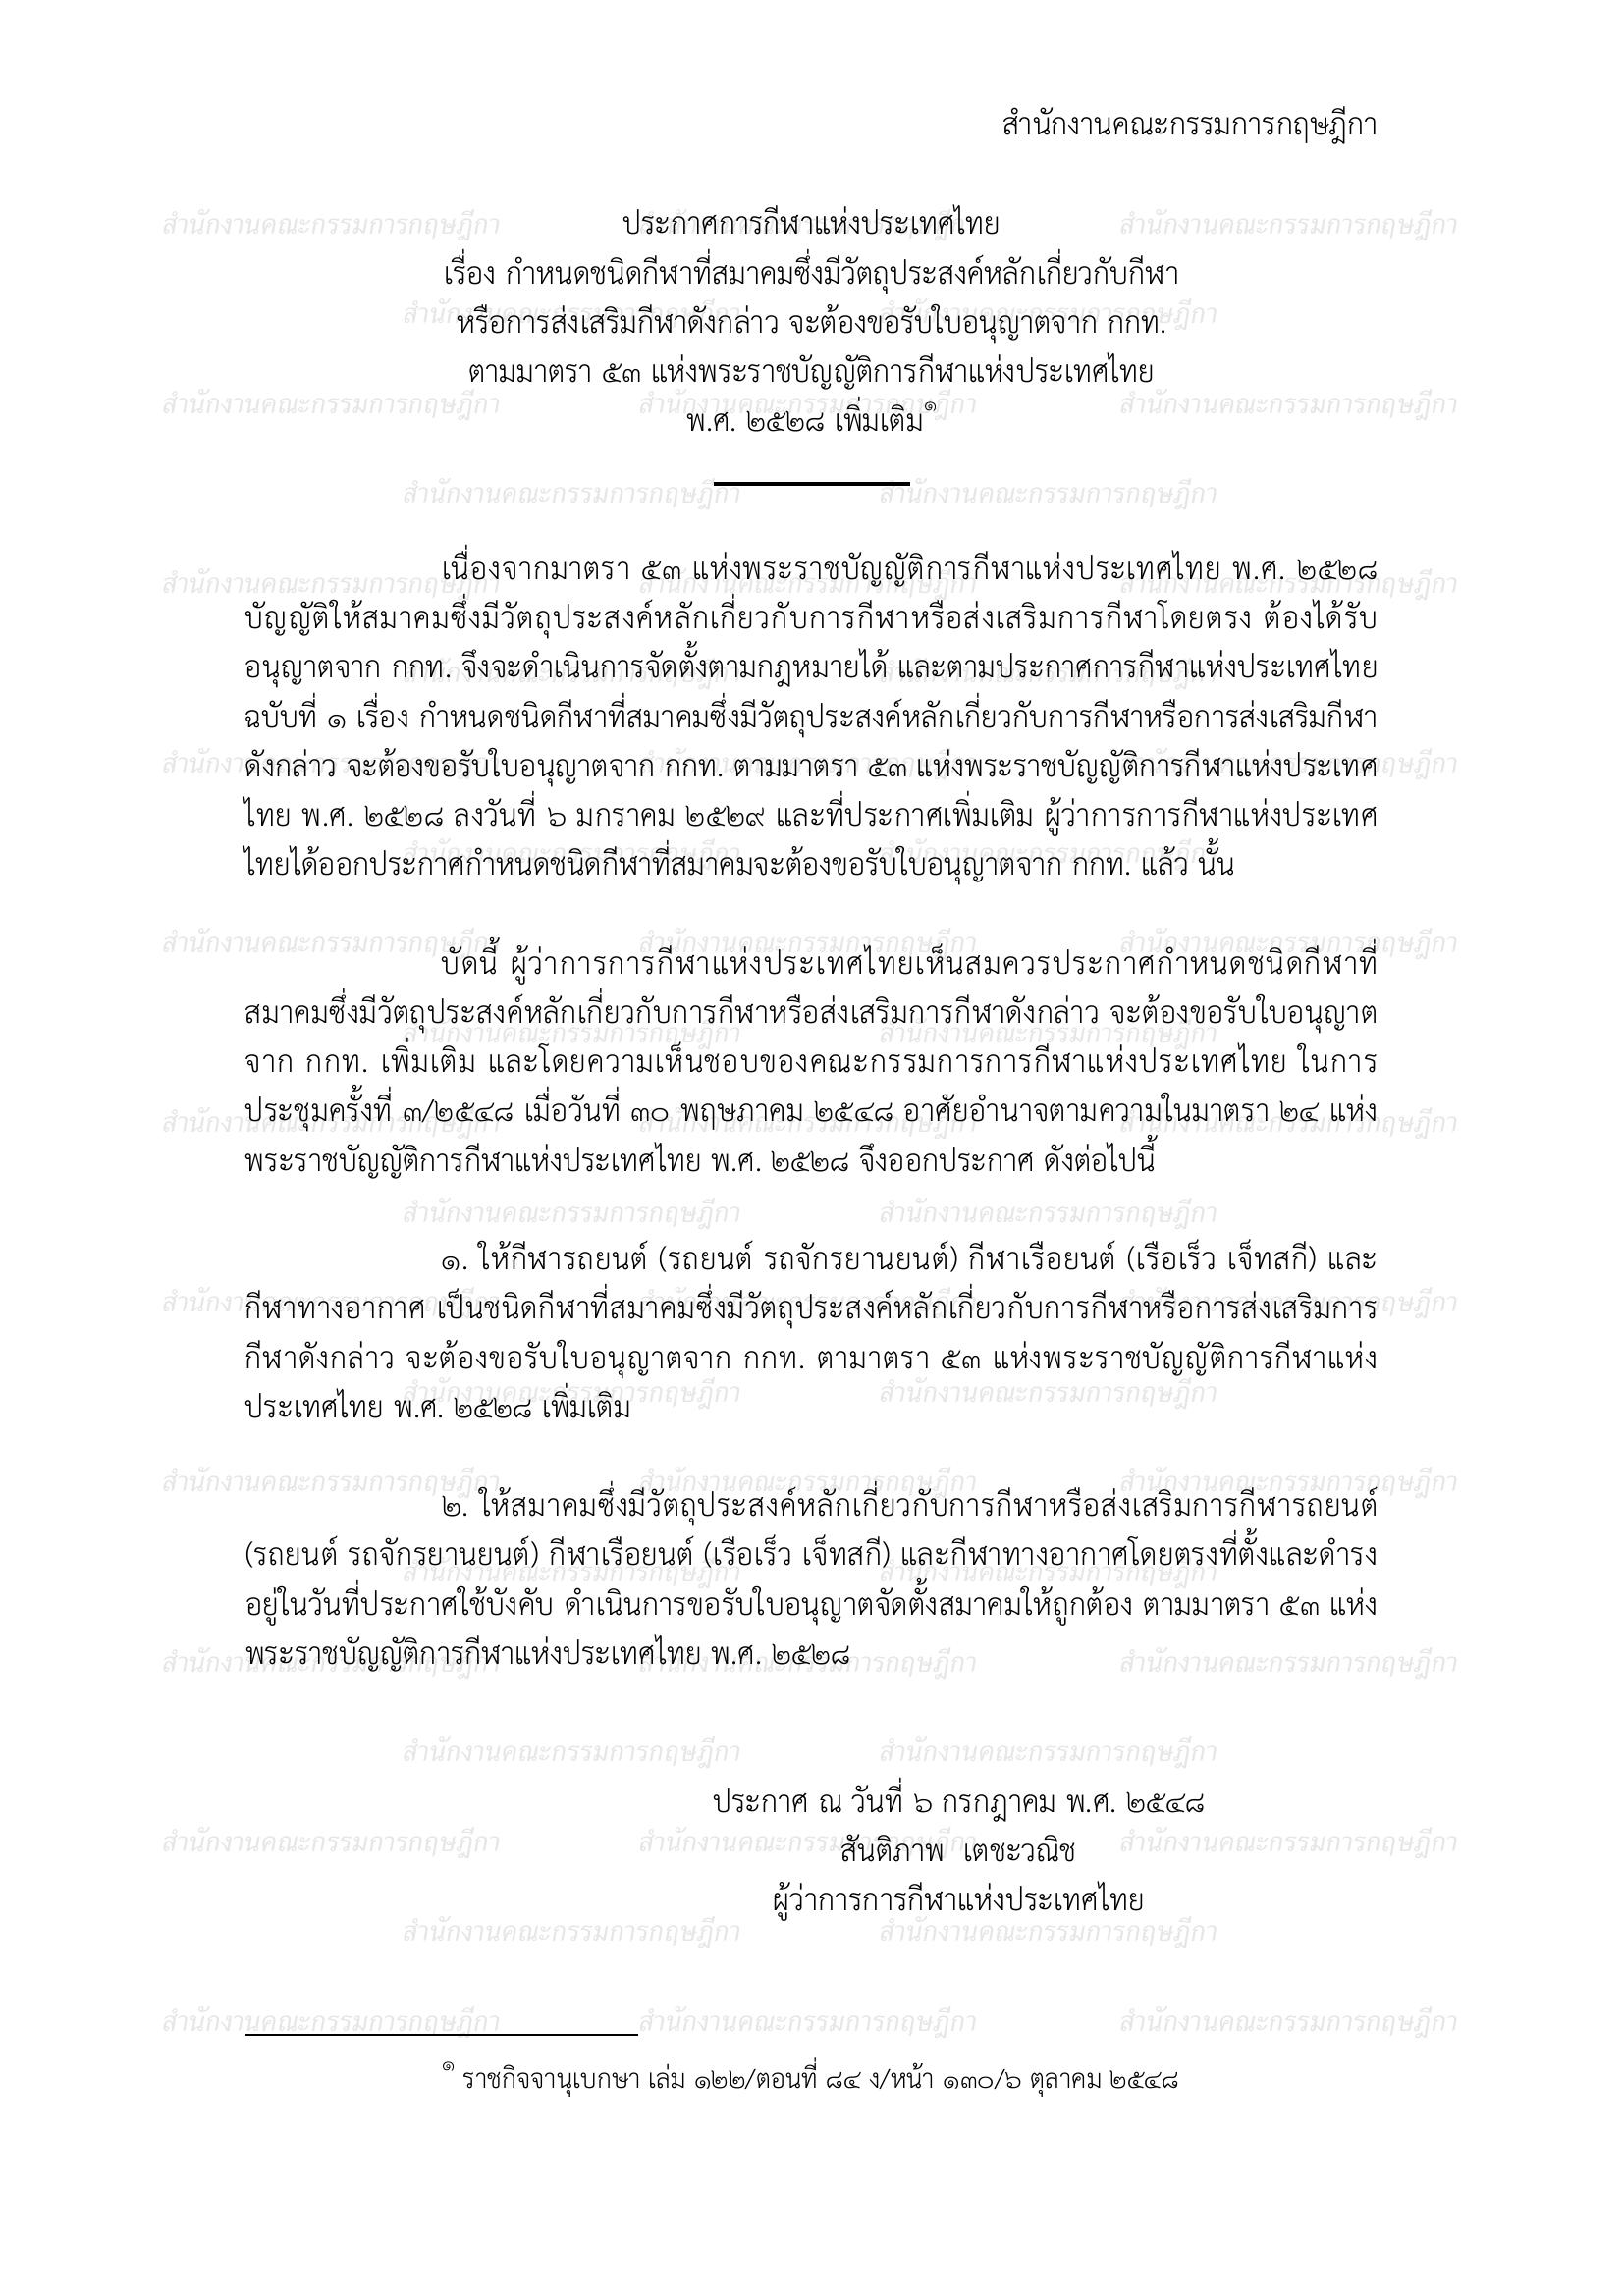 สำนักงานคณะกรรมการกฤษฎีกา
ประกาศการกีฬาแห่งประเทศไทย
เรื่อง กำหนดชนิดกีฬาที่สมาคมซึ่งมีวัตถุประสงค์หลักเกี่ยวกับกีฬา
หรือการส่งเสริมกีฬาดังกล่าว จะต้องขอรับใบอนุญาตจาก กกท.
ตามมาตรา ๕๓ แห่งพระราชบัญญัติการกีฬาแห่งประเทศไทย
พ.ศ. ๒๕๒๘ เพิ่มเติม๑
เนื่องจากมาตรา ๕๓ แห่งพระราชบัญญัติการกีฬาแห่งประเทศไทย พ.ศ. ๒๕๒๘
บัญญัติให้สมาคมซึ่งมีวัตถุประสงค์หลักเกี่ยวกับการกีฬาหรือส่งเสริมการกีฬาโดยตรง ต้องได้รับ
อนุญาตจาก กกท. จึงจะดำเนินการจัดตั้งตามกฎหมายได้ และตามประกาศการกีฬาแห่งประเทศไทย
ฉบับที่ ๑ เรื่อง กำหนดชนิดกีฬาที่สมาคมซึ่งมีวัตถุประสงค์หลักเกี่ยวกับการกีฬาหรือการส่งเสริมกีฬา
ดังกล่าว จะต้องขอรับใบอนุญาตจาก กกท. ตามมาตรา ๕๓ แห่งพระราชบัญญัติการกีฬาแห่งประเทศ
ไทย พ.ศ. ๒๕๒๘ ลงวันที่ ๖ มกราคม ๒๕๒๙ และที่ประกาศเพิ่มเติม ผู้ว่าการการกีฬาแห่งประเทศ
ไทยได้ออกประกาศกำหนดชนิดกีฬาที่สมาคมจะต้องขอรับใบอนุญาตจาก กกท. แล้ว นั้น
บัดนี้ ผู้ว่าการการกีฬาแห่งประเทศไทยเห็นสมควรประกาศกำหนดชนิดกีฬาที่
สมาคมซึ่งมีวัตถุประสงค์หลักเกี่ยวกับการกีฬาหรือส่งเสริมการกีฬาดังกล่าว จะต้องขอรับใบอนุญาต
จาก กกท. เพิ่มเติม และโดยความเห็นชอบของคณะกรรมการการกีฬาแห่งประเทศไทย ในการ
ประชุมครั้งที่ ๓/๒๕๔๘ เมื่อวันที่ ๓๐ พฤษภาคม ๒๕๔๘ อาศัยอำนาจตามความในมาตรา ๒๔ แห่ง
พระราชบัญญัติการกีฬาแห่งประเทศไทย พ.ศ. ๒๕๒๘ จึงออกประกาศ ดังต่อไปนี้
๑. ให้กีฬารถยนต์ (รถยนต์ รถจักรยานยนต์) กีฬาเรือยนต์ (เรือเร็ว เจ็ทสกี) และ
กีฬาทางอากาศ เป็นชนิดกีฬาที่สมาคมซึ่งมีวัตถุประสงค์หลักเกี่ยวกับการกีฬาหรือการส่งเสริมการ
กีฬาดังกล่าว จะต้องขอรับใบอนุญาตจาก กกท. ตามาตรา ๕๓ แห่งพระราชบัญญัติการกีฬาแห่ง
ประเทศไทย พ.ศ. ๒๕๒๘ เพิ่มเติม
๒. ให้สมาคมซึ่งมีวัตถุประสงค์หลักเกี่ยวกับการกีฬาหรือส่งเสริมการกีฬารถยนต์
(รถยนต์ รถจักรยานยนต์) กีฬาเรือยนต์ (เรือเร็ว เจ็ทสกี) และกีฬาทางอากาศโดยตรงที่ตั้งและดำรง
อยู่ในวันที่ประกาศใช้บังคับ ดำเนินการขอรับใบอนุญาตจัดตั้งสมาคมให้ถูกต้อง ตามมาตรา ๕๓ แห่ง
พระราชบัญญัติการกีฬาแห่งประเทศไทย พ.ศ. ๒๕๒๘
ประกาศ ณ วันที่ ๖ กรกฎาคม พ.ศ. ๒๕๔๘
สันติภาพ เตชะวณิช
ผู้ว่าการการกีฬาแห่งประเทศไทย
๑ ราชกิจจานุเบกษา เล่ม ๑๒๒/ตอนที่ ๘๔ ง/หน้า ๑๓๐/๖ ตุลาคม ๒๕๔๘